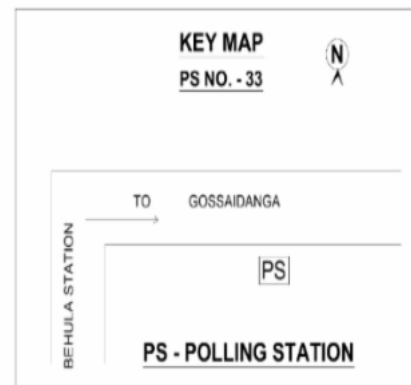 KEY MAP
N
PS NO. - 33
TO GOSSAIDANGA
BEHULA STATION
PS
PS - POLLING STATION